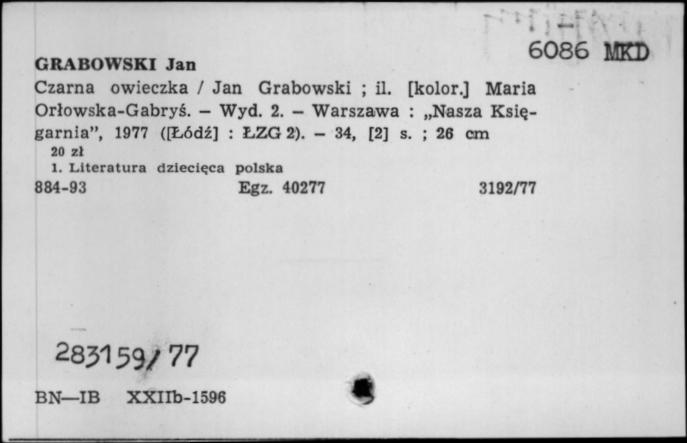 6086 MKD
GRABOWSKI Jan
Czarna owieczka / Jan Grabowski ; il. [kolor.] Maria
Orłowska-Gabryś. — Wyd. 2. — Warszawa : „Nasza Księ-
garnia”, 1977 ([Łódź] : ŁZG 2). — 34, [2] s. ; 26 cm
20 zł
1. Literatura dziecięca polska
884-93 Egz. 40277 3192/77
283159/77
BN—IB XXIIb-1596